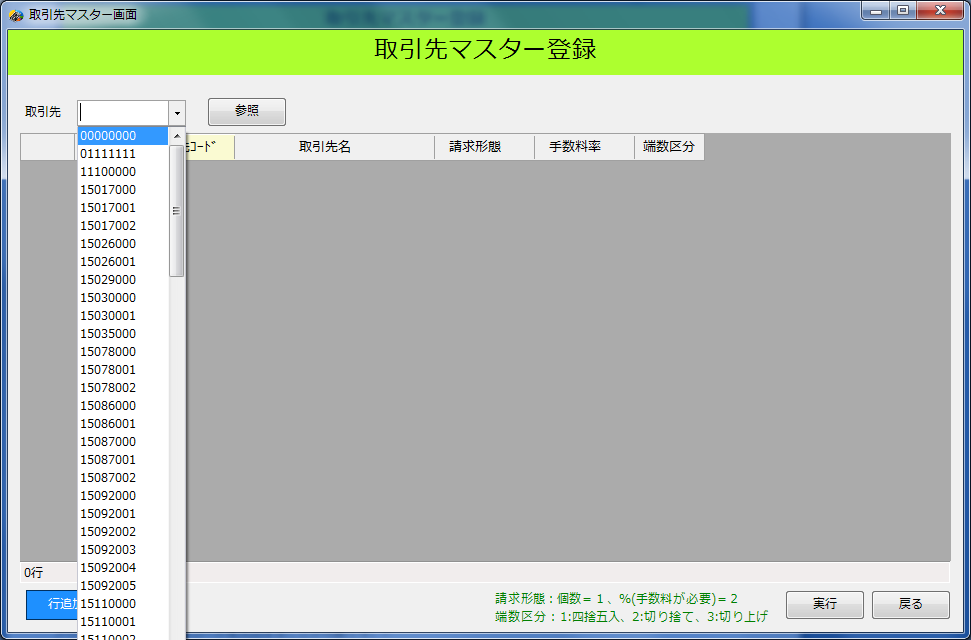 取引先マスター画面
取引先マスター登録
取引先
参照
コード 取引先名 請求形態 手数料率 端数区分
00000000
01111111
11100000
15017000
15017001
15017002
15026000
15026001
15029000
15030000
15030001
15035000
15078000
15078001
15078002
15086000
15086001
15087000
15087001
15087002
15092000
15092001
15092002
15092003
15092004
15092005
15110000
15110001
15110002
0行
行追加
請求形態：個数= 1 、%(手数料が必要)= 2
端数区分：1:四捨五入、2:切り捨て、3:切り上げ
実行 戻る